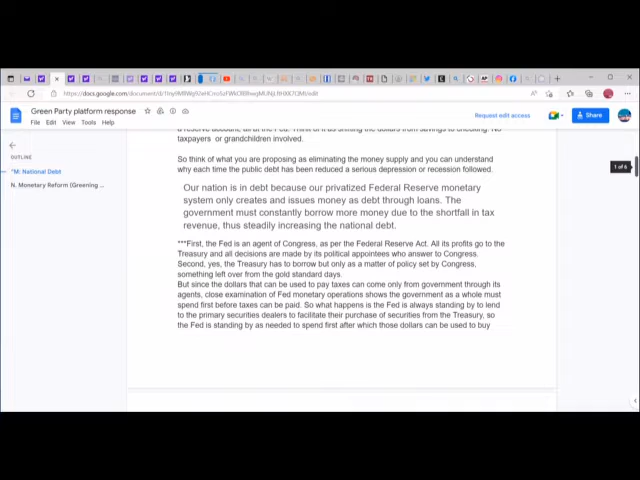 Green Party platform response
File Edit View Tools Help
Request edit access
Share
OUTLINE
*M: National Debt
N. Monetary Reform (Greening ...
1 of 6
taxpayers or grandchildren involved.
So think of what you are proposing as eliminating the money supply and you can understand
why each time the public debt has been reduced a serious depression or recession followed.
Our nation is in debt because our privatized Federal Reserve monetary
system only creates and issues money as debt through loans. The
government must constantly borrow more money due to the shortfall in tax
revenue, thus steadily increasing the national debt.
***First, the Fed is an agent of Congress, as per the Federal Reserve Act. All its profits go to the
Treasury and all decisions are made by its political appointees who answer to Congress.
Second, yes, the Treasury has to borrow but only as a matter of policy set by Congress,
something left over from the gold standard days.
But since the dollars that can be used to pay taxes can come only from government through its
agents, close examination of Fed monetary operations shows the government as a whole must
spend first before taxes can be paid. So what happens is the Fed is always standing by to lend
to the primary securities dealers to facilitate their purchase of securities from the Treasury, so
the Fed is standing by as needed to spend first after which those dollars can be used to buy